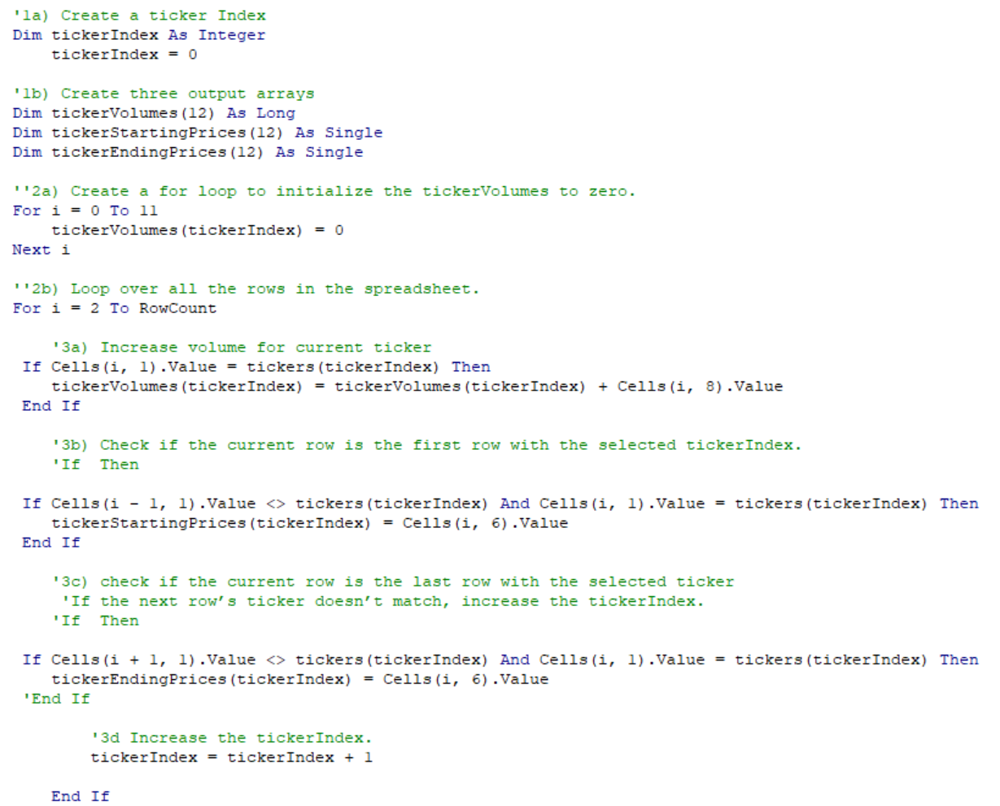 '1a) Create a ticker Index
Dim tickerIndex As Integer
    tickerIndex = 0

'1b) Create three output arrays
Dim tickerVolumes(12) As Long
Dim tickerStartingPrices(12) As Single
Dim tickerEndingPrices(12) As Single

''2a) Create a for loop to initialize the tickerVolumes to zero.
For i = 0 To 11
    tickerVolumes(tickerIndex) = 0
Next i

''2b) Loop over all the rows in the spreadsheet.
For i = 2 To RowCount

    '3a) Increase volume for current ticker
 If Cells(i, 1).Value = tickers(tickerIndex) Then
    tickerVolumes(tickerIndex) = tickerVolumes(tickerIndex) + Cells(i, 8).Value
 End If

    '3b) Check if the current row is the first row with the selected tickerIndex.
    'If  Then

 If Cells(i - 1, 1).Value <> tickers(tickerIndex) And Cells(i, 1).Value = tickers(tickerIndex) Then
    tickerStartingPrices(tickerIndex) = Cells(i, 6).Value
 End If

    '3c) check if the current row is the last row with the selected ticker
     'If the next row’s ticker doesn’t match, increase the tickerIndex.
    'If  Then

 If Cells(i + 1, 1).Value <> tickers(tickerIndex) And Cells(i, 1).Value = tickers(tickerIndex) Then
    tickerEndingPrices(tickerIndex) = Cells(i, 6).Value
 'End If

        '3d Increase the tickerIndex.
        tickerIndex = tickerIndex + 1

    End If